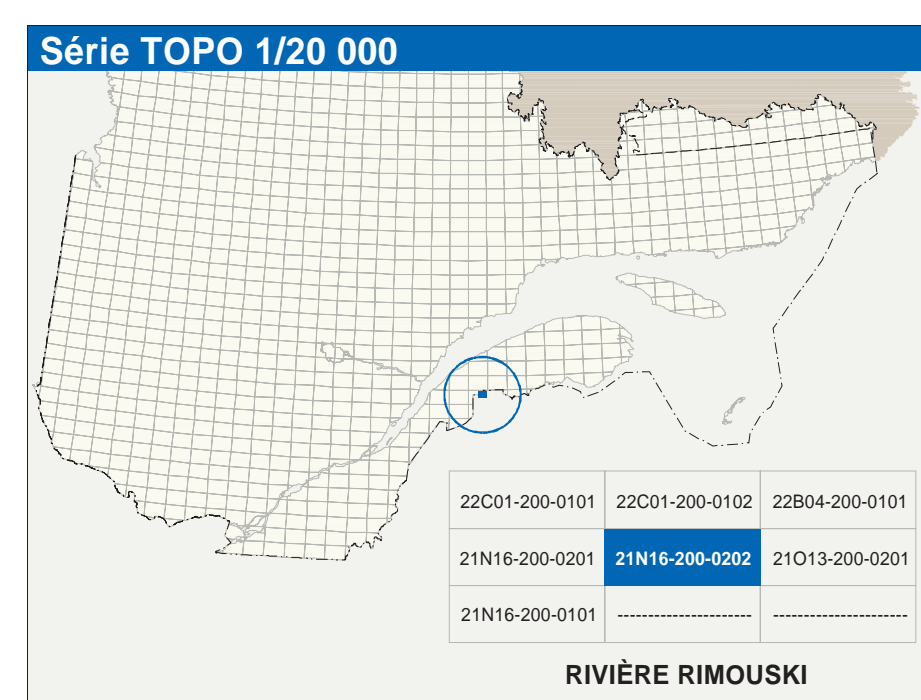 Série TOPO 1/20 000
22C01-200-0101 22C01-200-0102 22B04-200-0101
21N16-200-0201 21N16-200-0202 21O13-200-0201
21N16-200-0101 ---------------------- ----------------------
RIVIÈRE RIMOUSKI